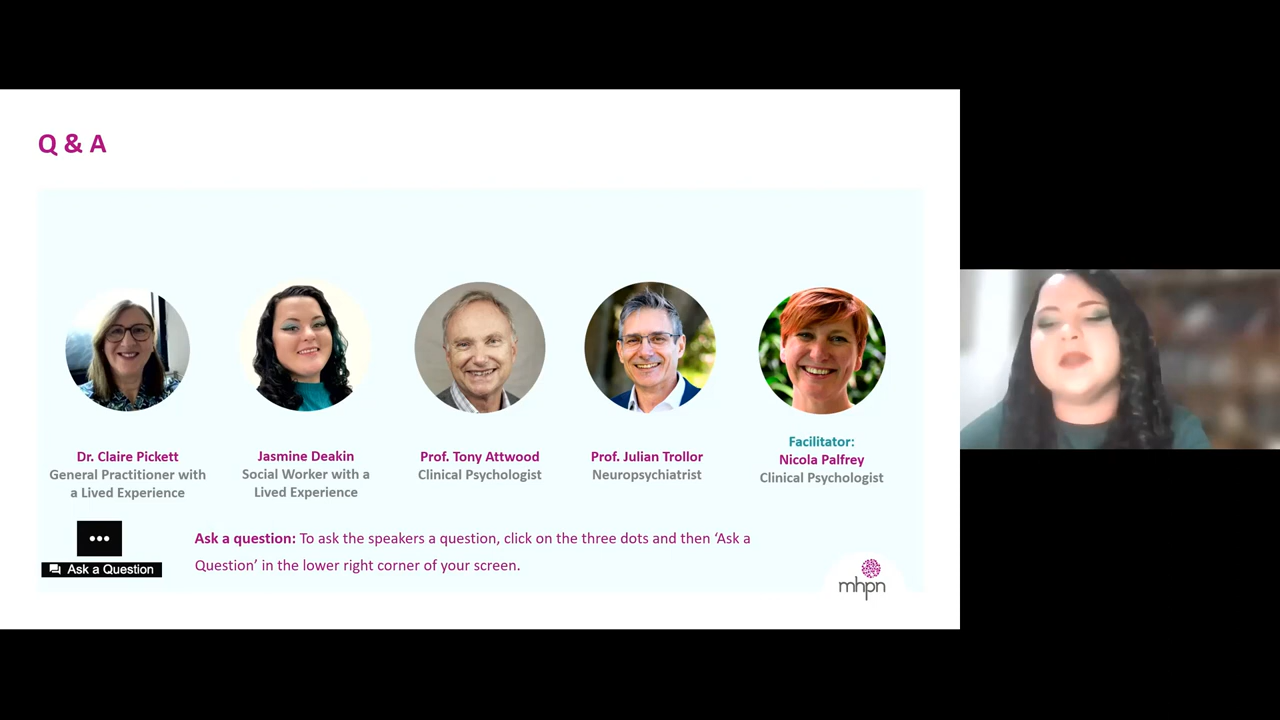 Q & A
Dr. Claire Pickett
General Practitioner with
a Lived Experience
Jasmine Deakin
Social Worker with a
Lived Experience
Prof. Tony Attwood
Clinical Psychologist
Prof. Julian Trollor
Neuropsychiatrist
Facilitator:
Nicola Palfrey
Clinical Psychologist
Ask a Question
Ask a question: To ask the speakers a question, click on the three dots and then ‘Ask a
Question’ in the lower right corner of your screen.
mhpn